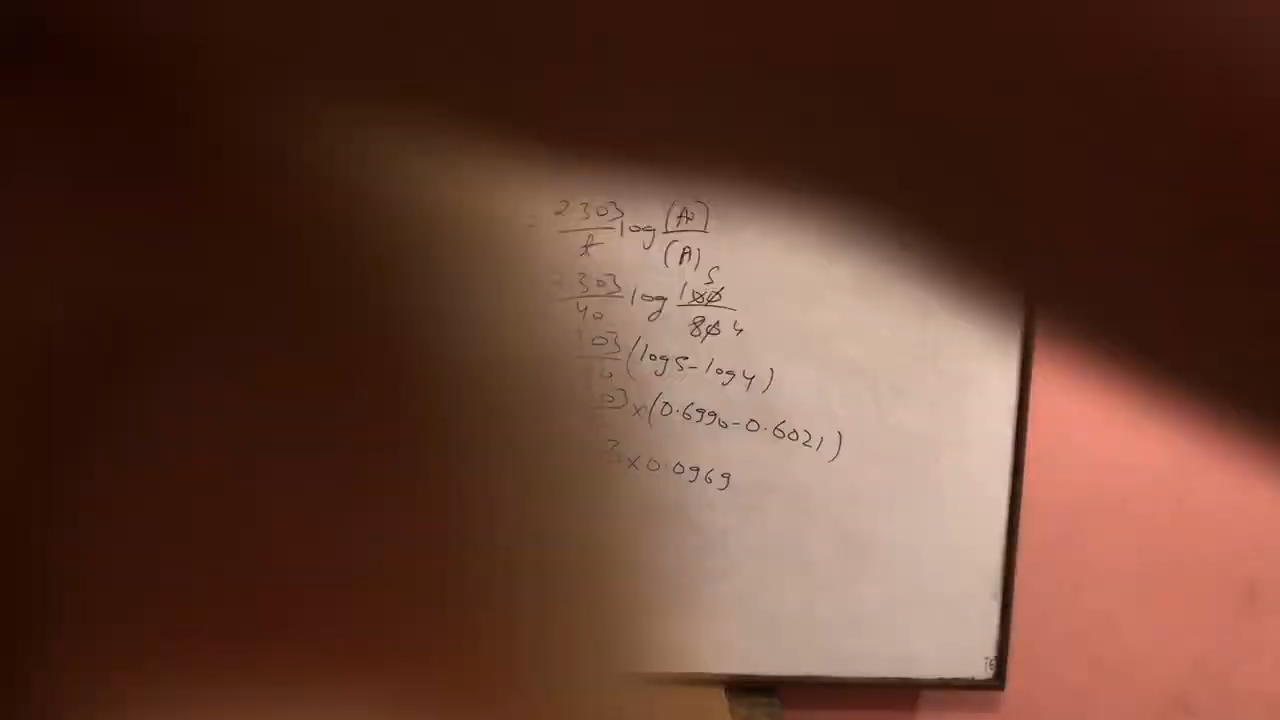 = 2.303/t log (A₀)/(A)
303/40 log 100/80 5 4
03 (log5-log4)
03 ×(0.6990-0.6021)
3 ×0.0969